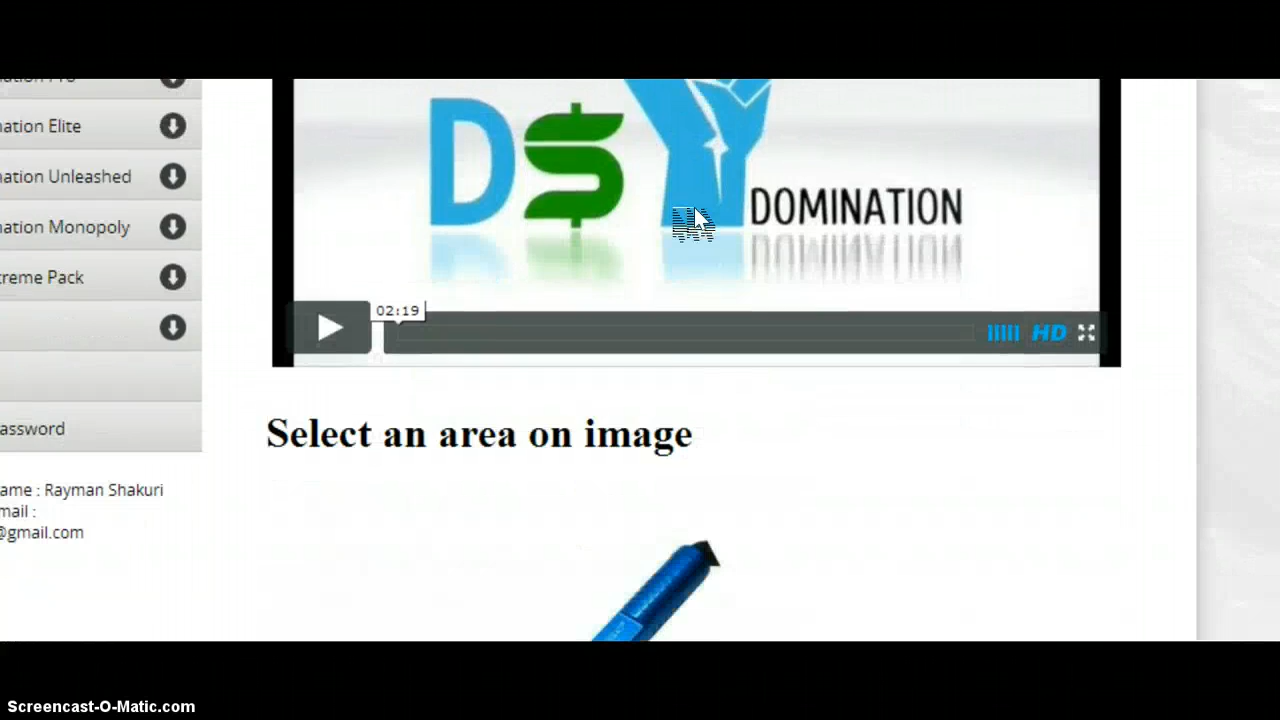 nation Elite
nation Unleashed
nation Monopoly
treme Pack
assword
ame : Rayman Shakuri
mail :
@gmail.com
D$Y DOMINATION
02:19
HD
Select an area on image
Screencast-O-Matic.com